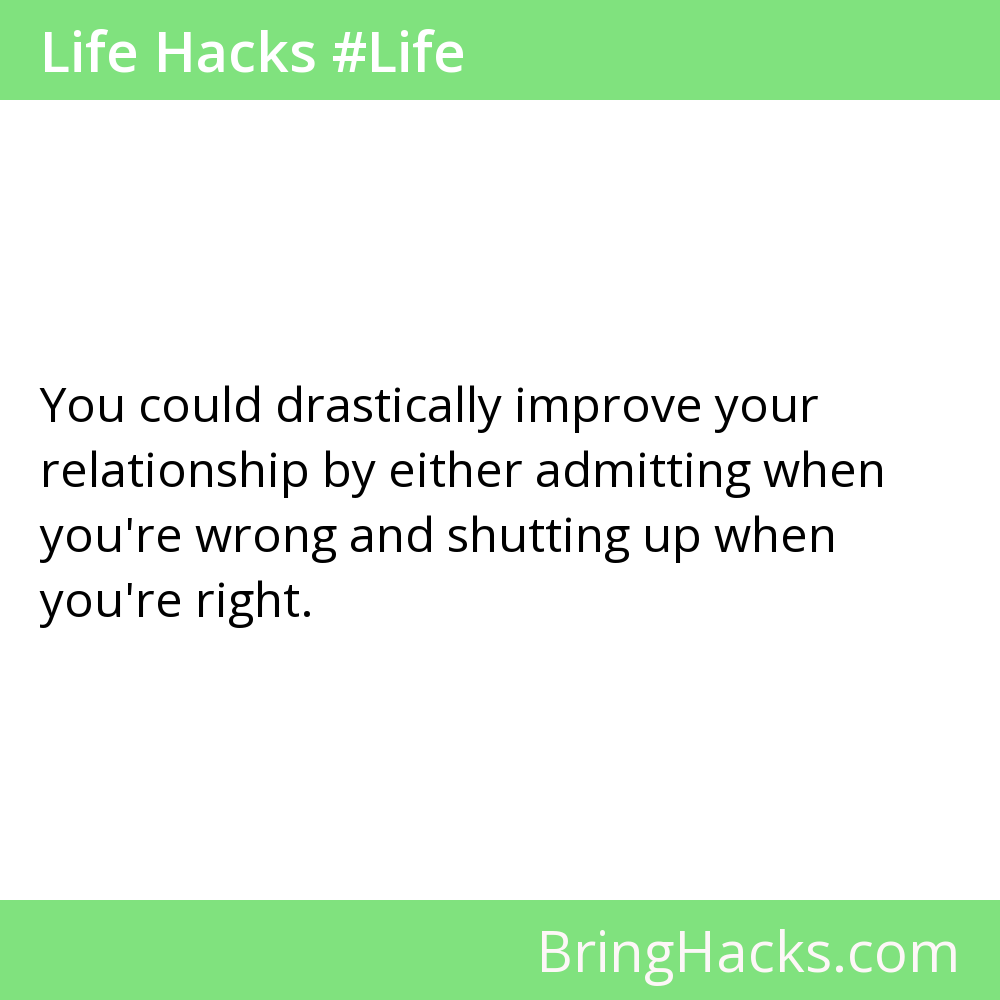 Life Hacks #Life
You could drastically improve your
relationship by either admitting when
you're wrong and shutting up when
you're right.
BringHacks.com